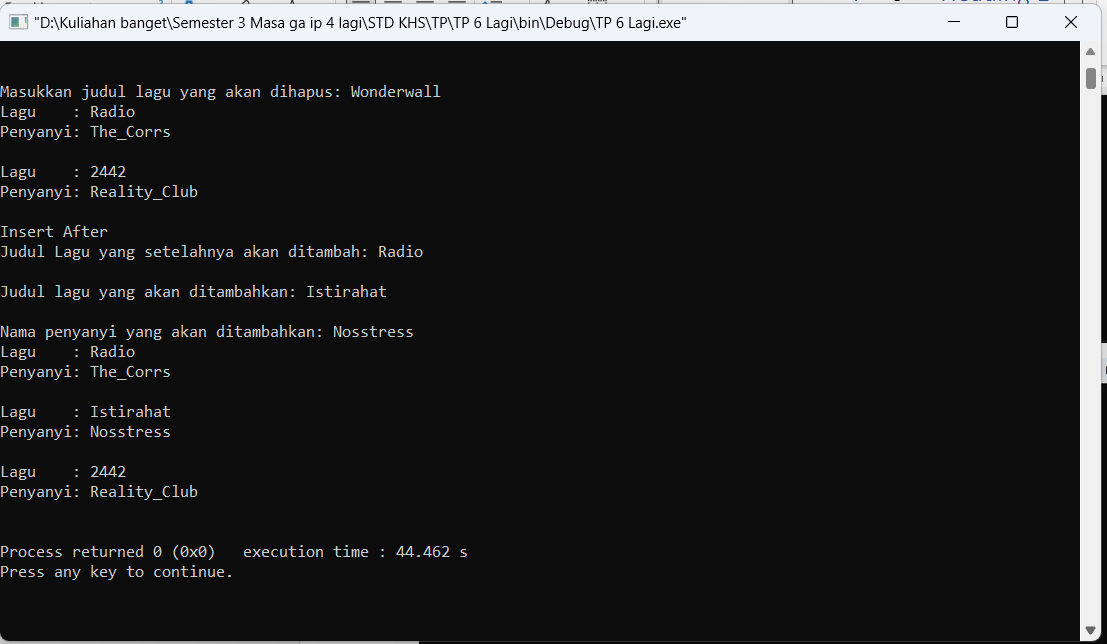 "D:\Kuliahan banget\Semester 3 Masa ga ip 4 lagi\STD KHS\TP\TP 6 Lagi\bin\Debug\TP 6 Lagi.exe"
Masukkan judul lagu yang akan dihapus: Wonderwall
Lagu    : Radio
Penyanyi: The_Corrs
Lagu    : 2442
Penyanyi: Reality_Club
Insert After
Judul Lagu yang setelahnya akan ditambah: Radio
Judul lagu yang akan ditambahkan: Istirahat
Nama penyanyi yang akan ditambahkan: Nosstress
Lagu    : Radio
Penyanyi: The_Corrs
Lagu    : Istirahat
Penyanyi: Nosstress
Lagu    : 2442
Penyanyi: Reality_Club
Process returned 0 (0x0)   execution time : 44.462 s
Press any key to continue.